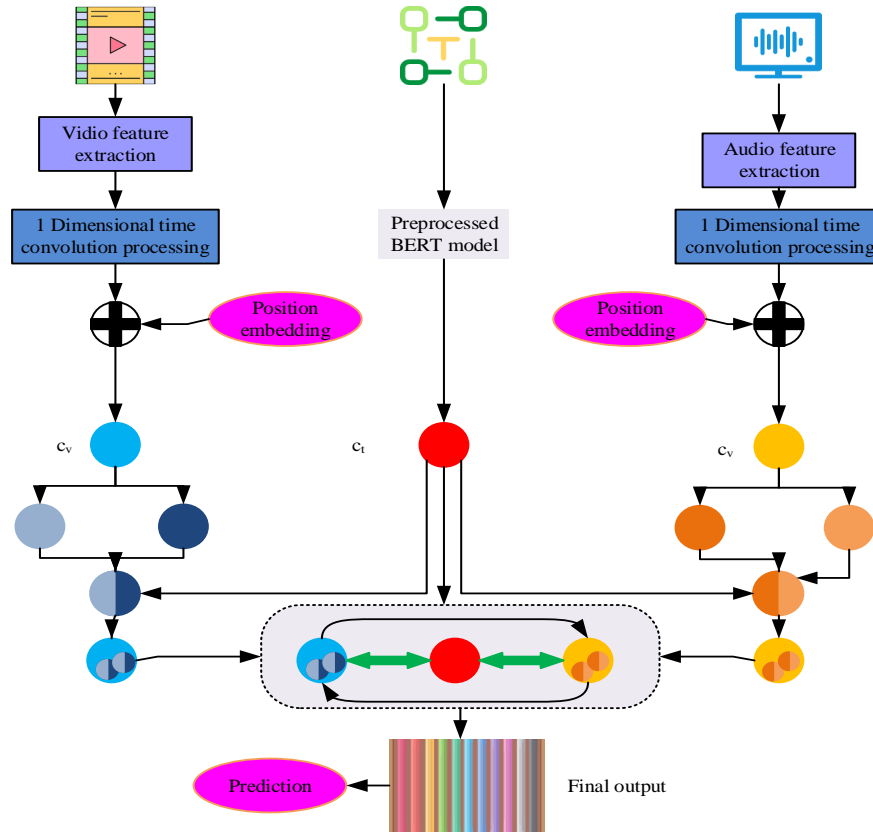 Vidio feature
extraction
Audio feature
extraction
1 Dimensional time
convolution processing
Preprocessed
BERT model
1 Dimensional time
convolution processing
Position
embedding
Position
embedding
cᵥ
cₜ
cᵥ
Prediction
Final output